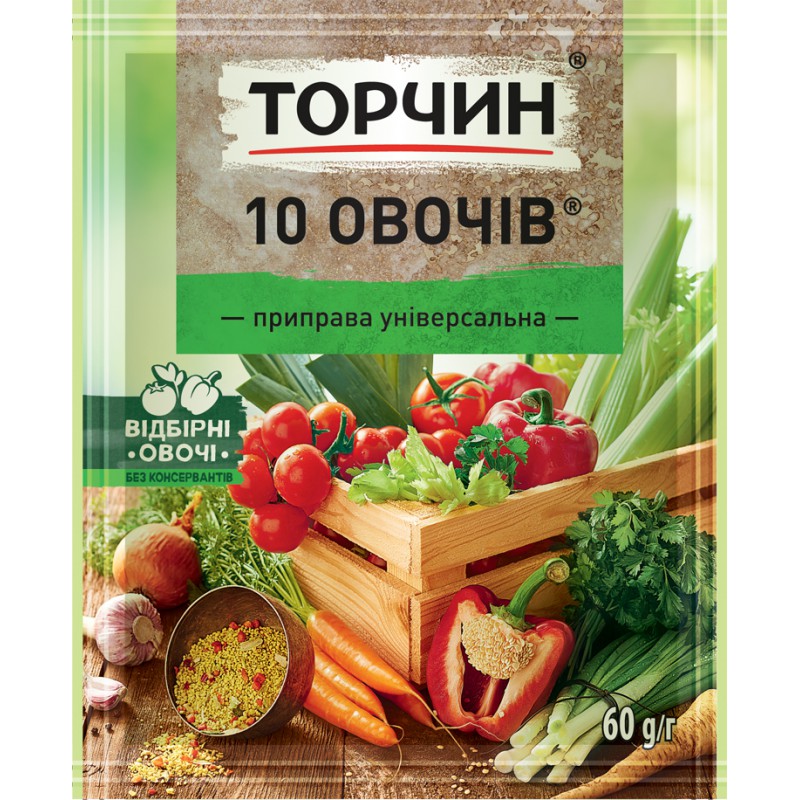 ТОРЧИН®
10 ОВОЧІВ®
— приправа універсальна —
ВІДБІРНІ
•ОВОЧІ•
БЕЗ КОНСЕРВАНТІВ
60 g/г